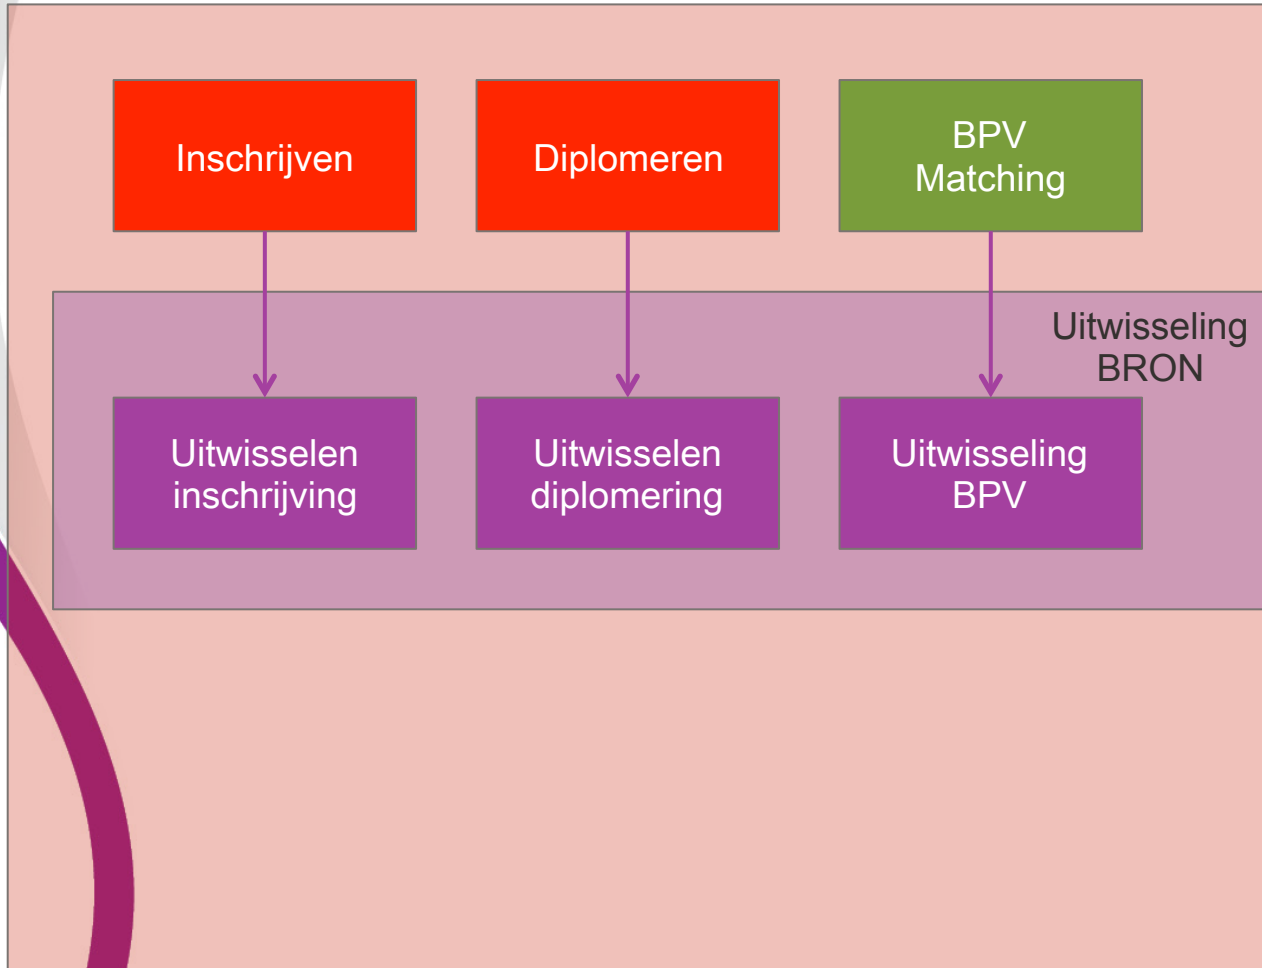 Inschrijven
Diplomeren
BPV
Matching
Uitwisseling
BRON
Uitwisselen
inschrijving
Uitwisselen
diplomering
Uitwisseling
BPV